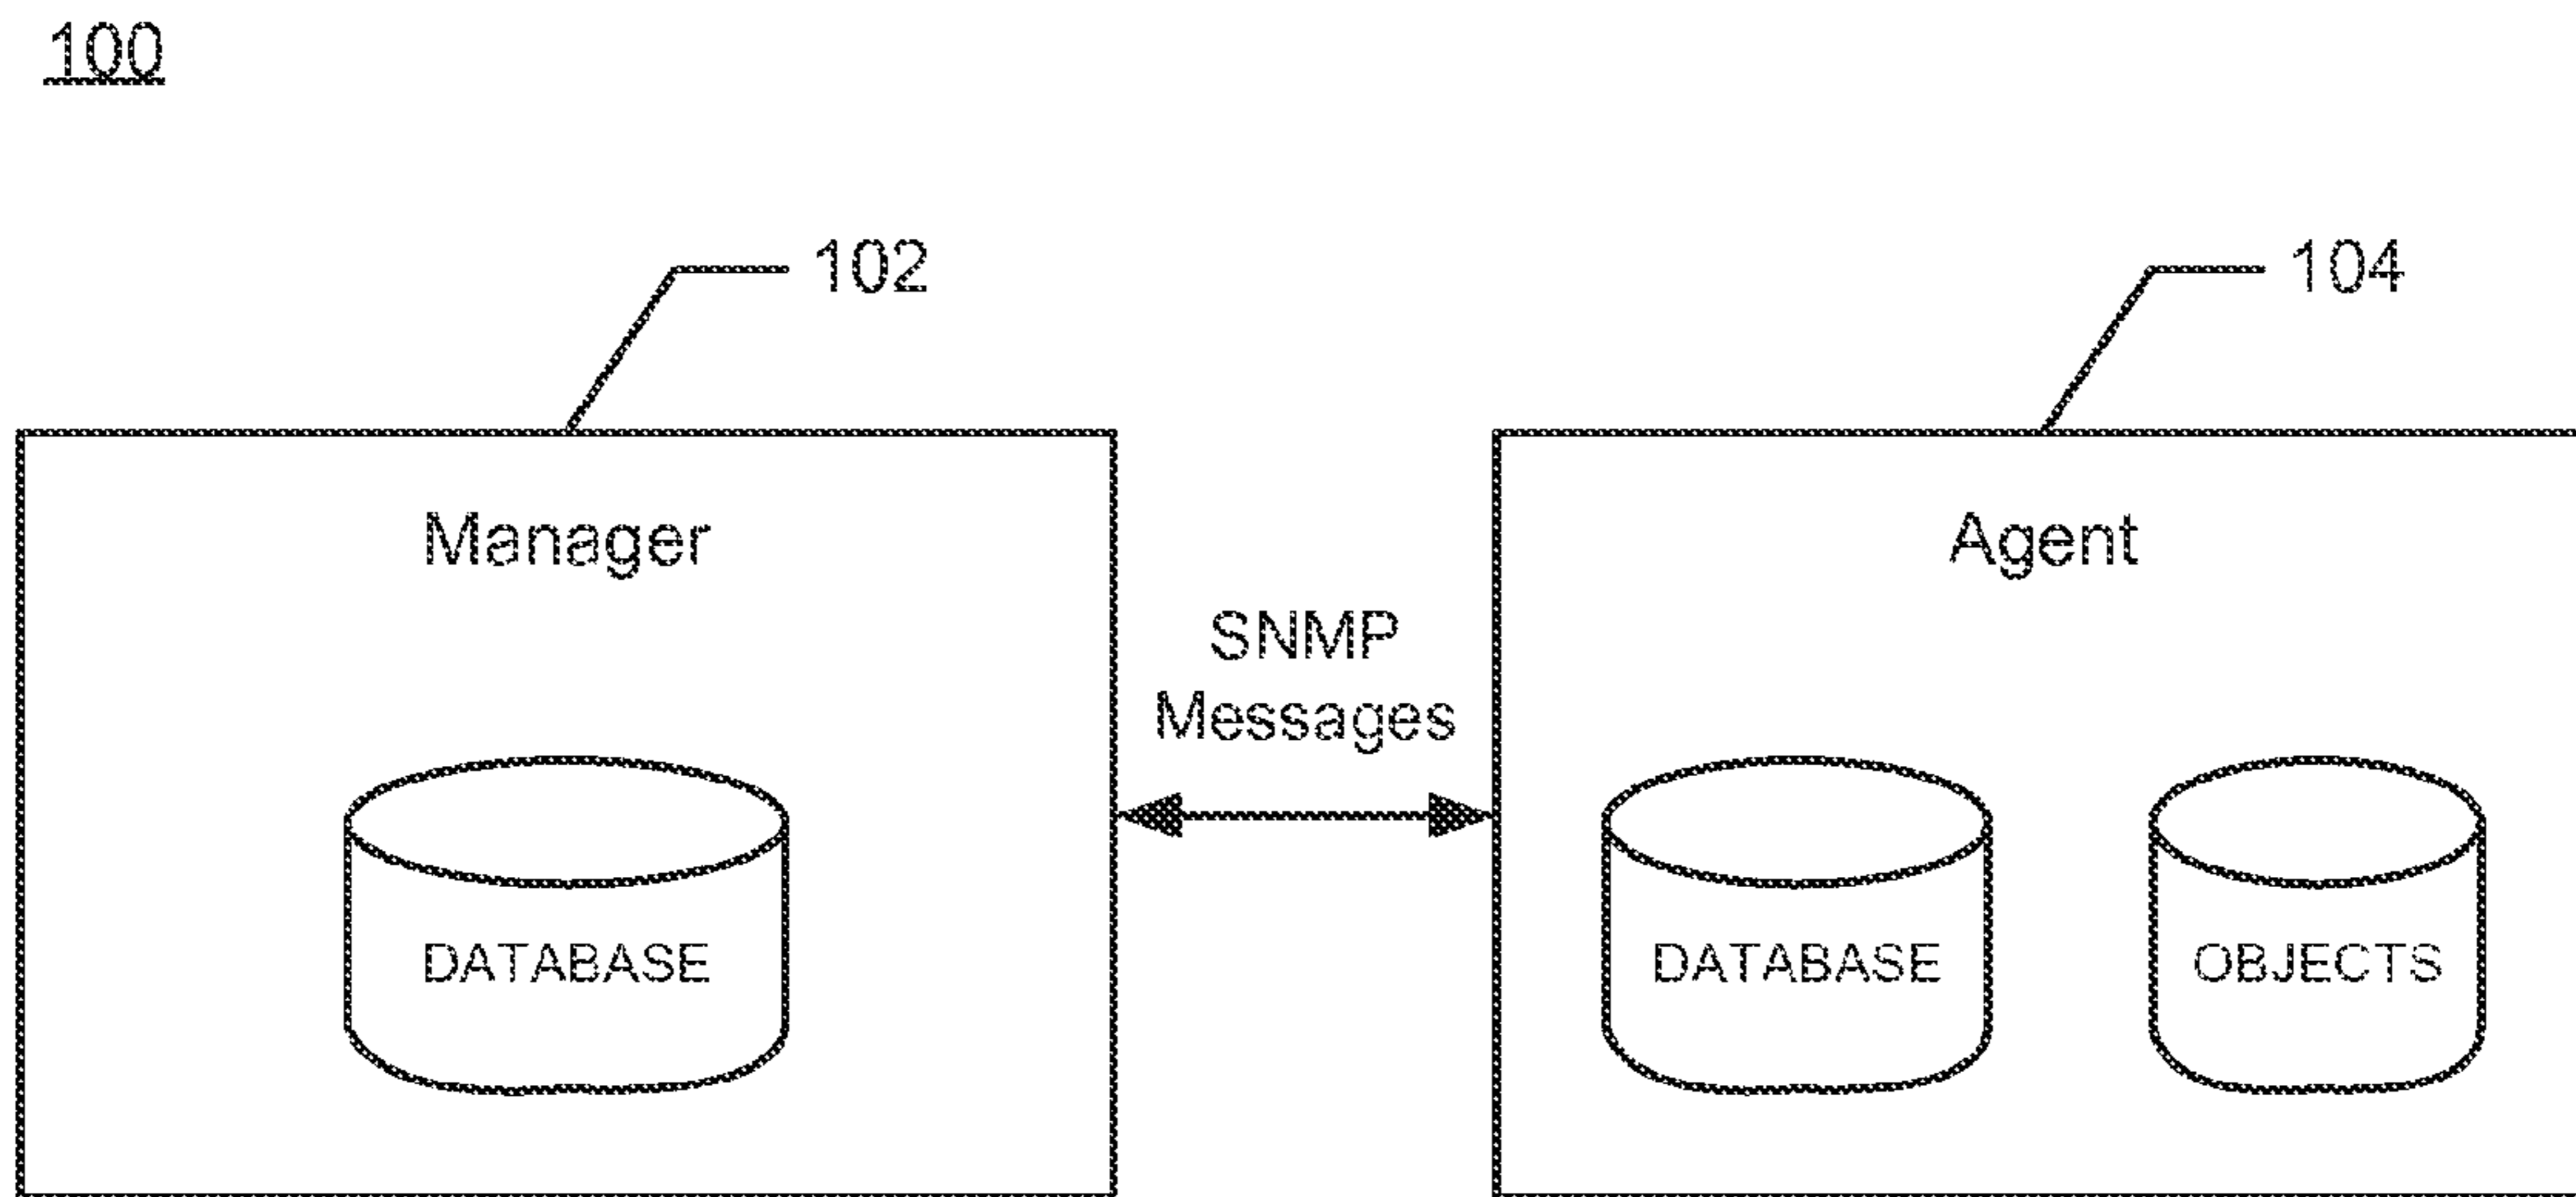 100
102
104
Manager
Agent
SNMP
Messages
DATABASE
DATABASE
OBJECTS